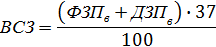 ВСЗ = (ФЗПв + ДЗПв) · 37 / 100